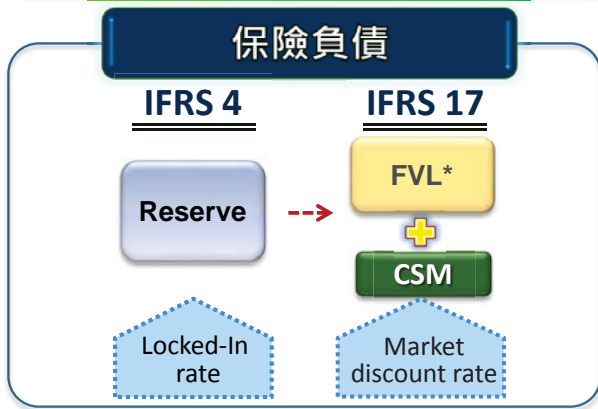 保險負債
IFRS 4
IFRS 17
Reserve
FVL*
CSM
Locked-In
rate
Market
discount rate